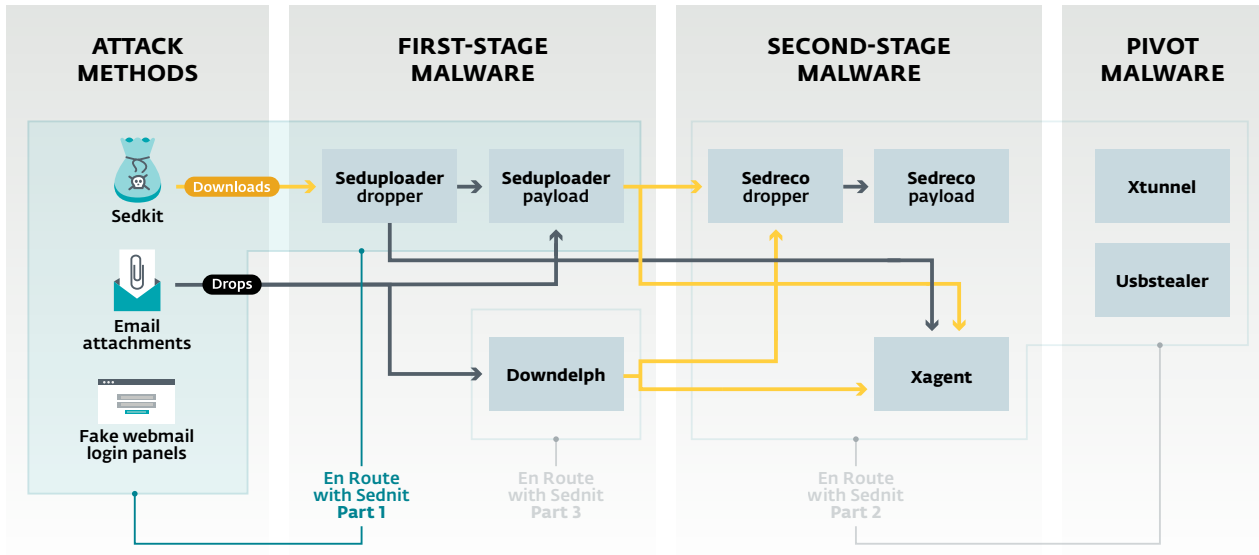 ATTACK
METHODS
FIRST-STAGE
MALWARE
SECOND-STAGE
MALWARE
PIVOT
MALWARE
Sedkit
Downloads
Seduploader
dropper
Seduploader
payload
Sedreco
dropper
Sedreco
payload
Xtunnel
Email
attachments
Drops
Usbstealer
Downdelph
Xagent
Fake webmail
login panels
En Route
with Sednit
Part 1
En Route
with Sednit
Part 3
En Route
with Sednit
Part 2